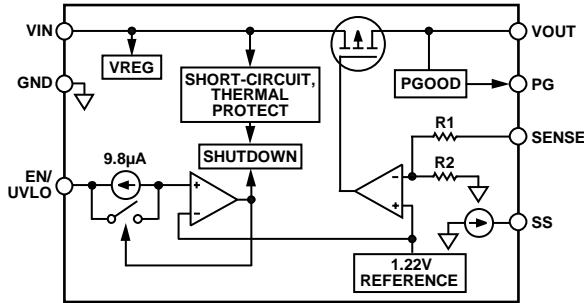 VIN
VOUT
VREG
GND
SHORT-CIRCUIT,
THERMAL
PROTECT
PGOOD
PG
R1
SENSE
9.8µA
SHUTDOWN
R2
EN/
UVLO
+
–
–
+
SS
1.22V
REFERENCE